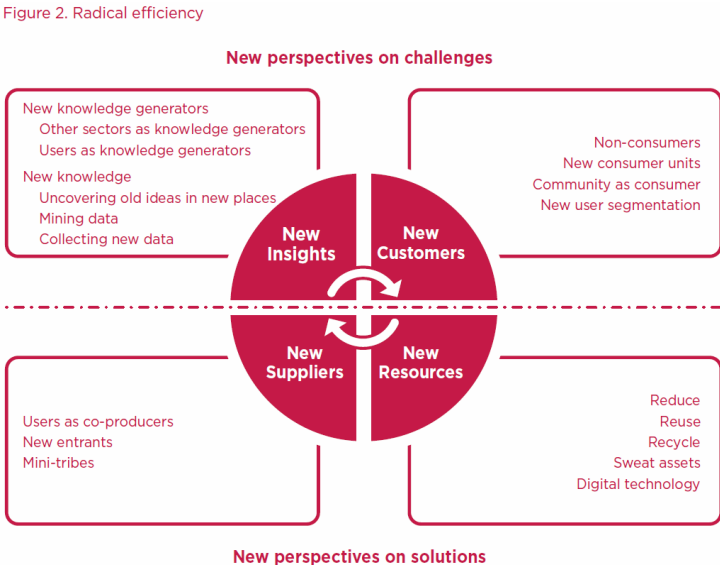 Figure 2. Radical efficiency
New perspectives on challenges
New knowledge generators
Other sectors as knowledge generators
Users as knowledge generators
New knowledge
Uncovering old ideas in new places
Mining data
Collecting new data
Non-consumers
New consumer units
Community as consumer
New user segmentation
New
Insights
New
Customers
New
Suppliers
New
Resources
Users as co-producers
New entrants
Mini-tribes
Reduce
Reuse
Recycle
Sweat assets
Digital technology
New perspectives on solutions